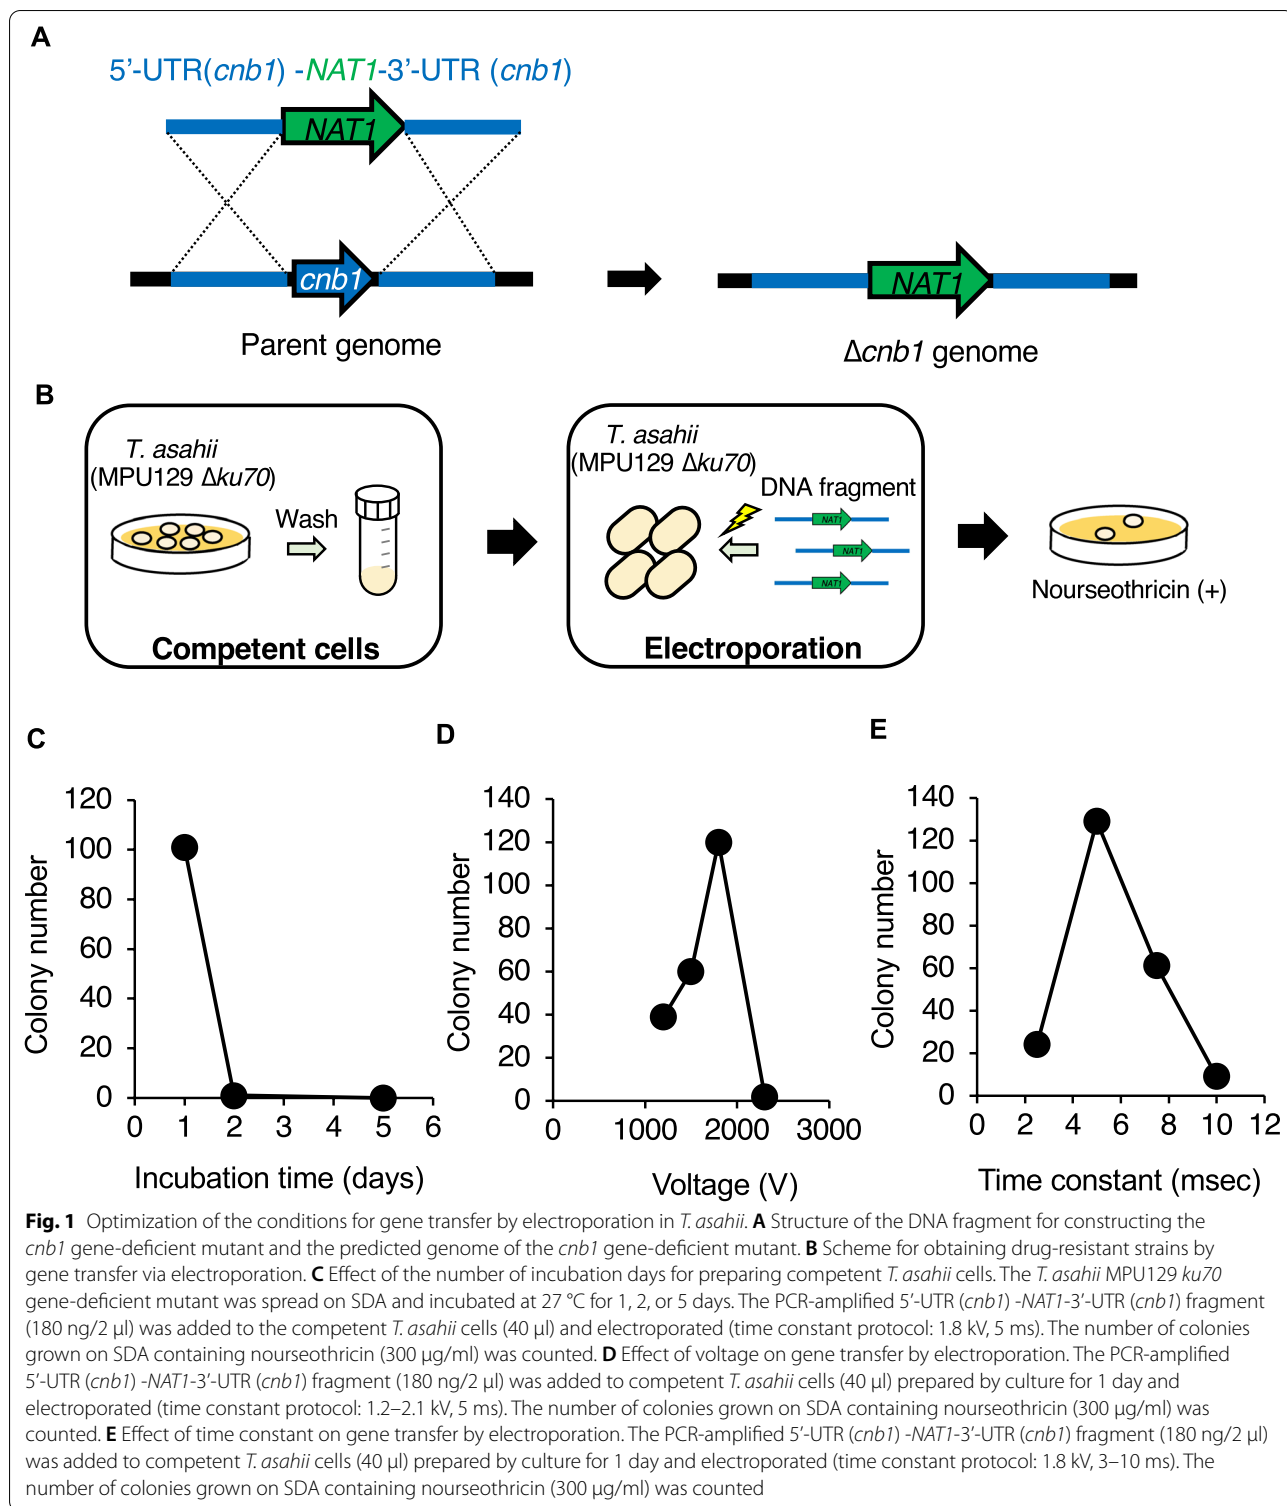 A
5’-UTR(cnb1) -NAT1-3’-UTR (cnb1)
NAT1
cnb1
NAT1
Parent genome
Δcnb1 genome
B
T. asahii
(MPU129 Δku70)
Wash
Competent cells
T. asahii
(MPU129 Δku70)
DNA fragment
NAT1
NAT1
NAT1
Electroporation
Nourseothricin (+)
C
Colony number
120
100
80
60
40
20
0
0 1 2 3 4 5 6
Incubation time (days)
D
Colony number
140
120
100
80
60
40
20
0
0 1000 2000 3000
Voltage (V)
E
Colony number
140
120
100
80
60
40
20
0
0 2 4 6 8 10 12
Time constant (msec)
Fig. 1 Optimization of the conditions for gene transfer by electroporation in T. asahii. A Structure of the DNA fragment for constructing the
cnb1 gene-deficient mutant and the predicted genome of the cnb1 gene-deficient mutant. B Scheme for obtaining drug-resistant strains by
gene transfer via electroporation. C Effect of the number of incubation days for preparing competent T. asahii cells. The T. asahii MPU129 ku70
gene-deficient mutant was spread on SDA and incubated at 27 °C for 1, 2, or 5 days. The PCR-amplified 5’-UTR (cnb1) -NAT1-3’-UTR (cnb1) fragment
(180 ng/2 µl) was added to the competent T. asahii cells (40 µl) and electroporated (time constant protocol: 1.8 kV, 5 ms). The number of colonies
grown on SDA containing nourseothricin (300 µg/ml) was counted. D Effect of voltage on gene transfer by electroporation. The PCR-amplified
5’-UTR (cnb1) -NAT1-3’-UTR (cnb1) fragment (180 ng/2 µl) was added to competent T. asahii cells (40 µl) prepared by culture for 1 day and
electroporated (time constant protocol: 1.2–2.1 kV, 5 ms). The number of colonies grown on SDA containing nourseothricin (300 µg/ml) was
counted. E Effect of time constant on gene transfer by electroporation. The PCR-amplified 5’-UTR (cnb1) -NAT1-3’-UTR (cnb1) fragment (180 ng/2 µl)
was added to competent T. asahii cells (40 µl) prepared by culture for 1 day and electroporated (time constant protocol: 1.8 kV, 3–10 ms). The
number of colonies grown on SDA containing nourseothricin (300 µg/ml) was counted